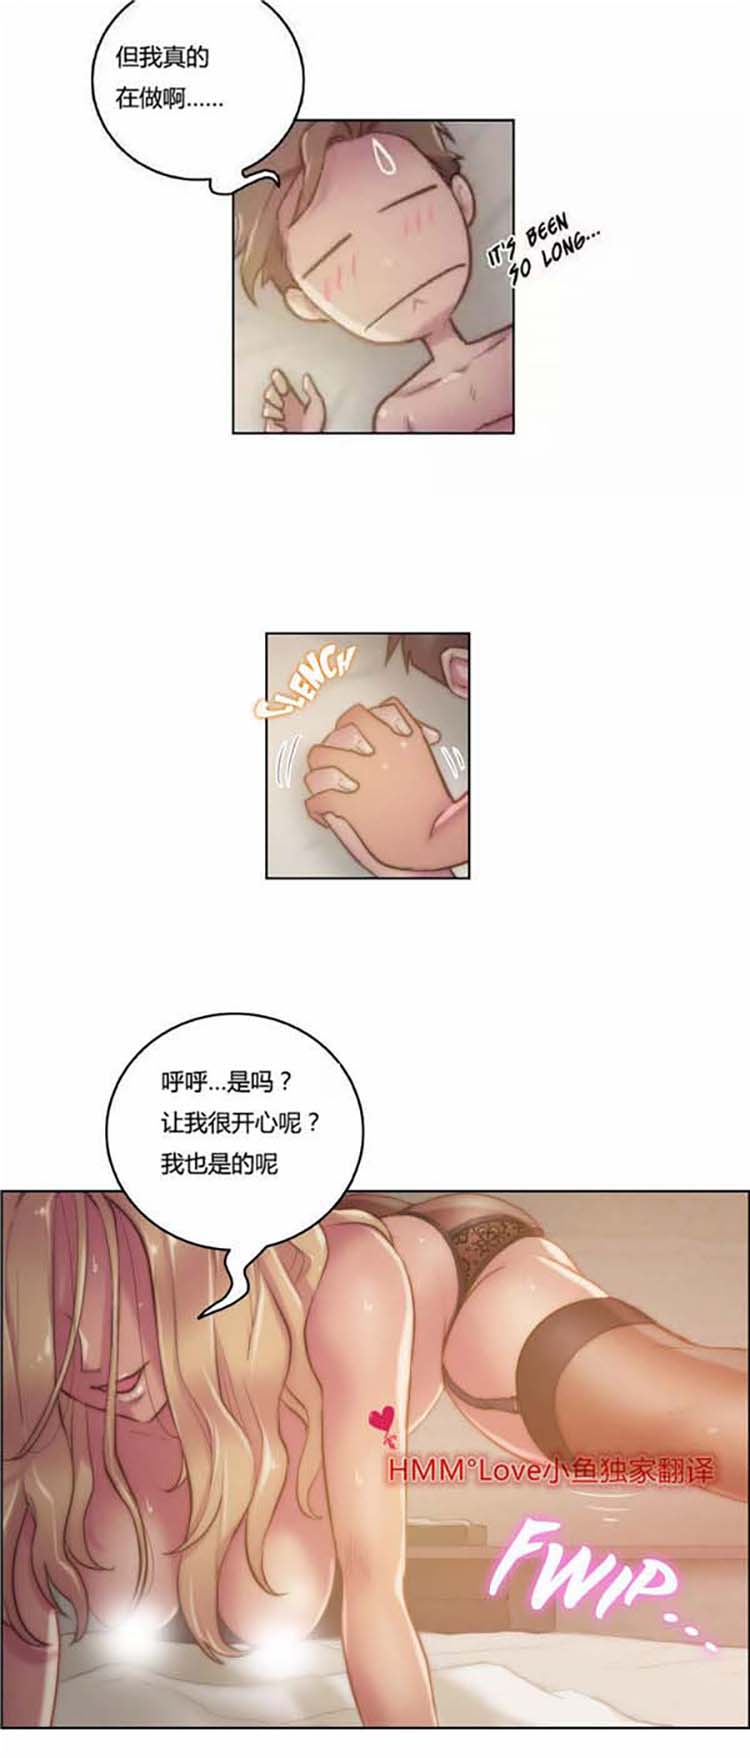 但我真的
在做啊……
IT'S BEEN
SO LONG...
CLENCH
呼呼…是吗？
让我很开心呢？
我也是的呢
HMM°Love小鱼独家翻译
FWIP...